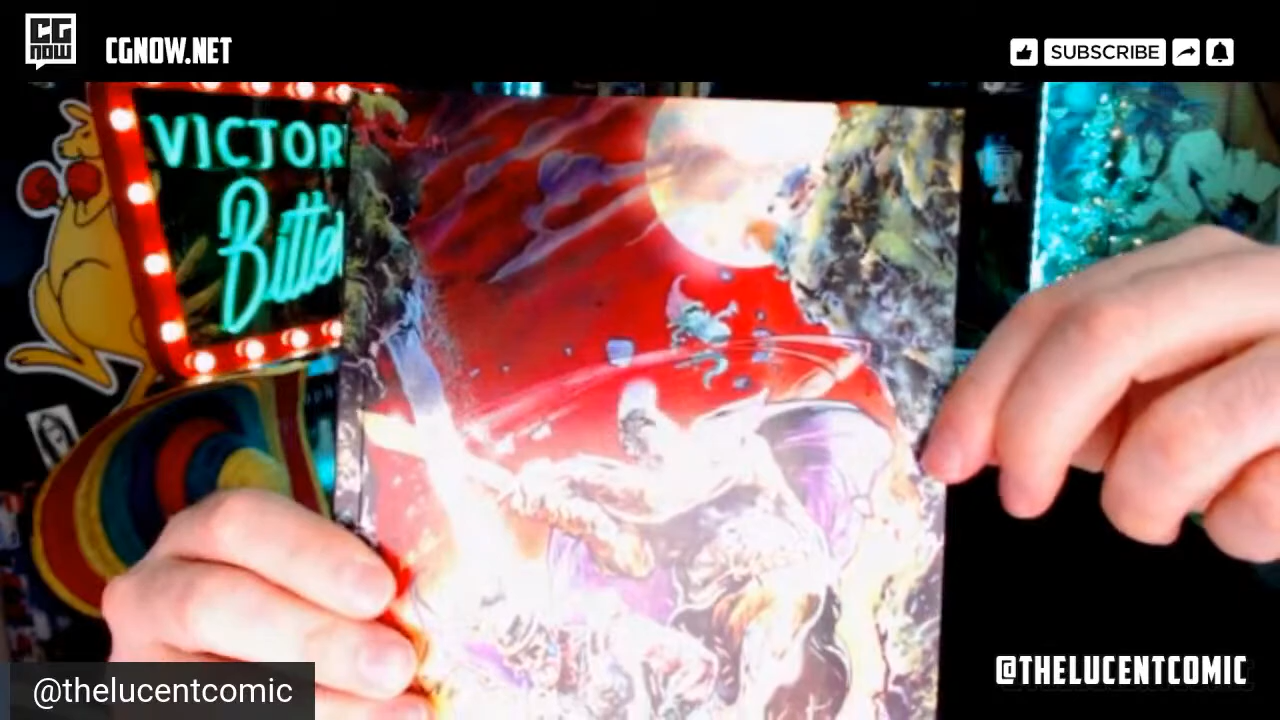 CG
NOW
CGNOW.NET
SUBSCRIBE
VICTOR
Bitter
@THELUCENTCOMIC
@thelucentcomic